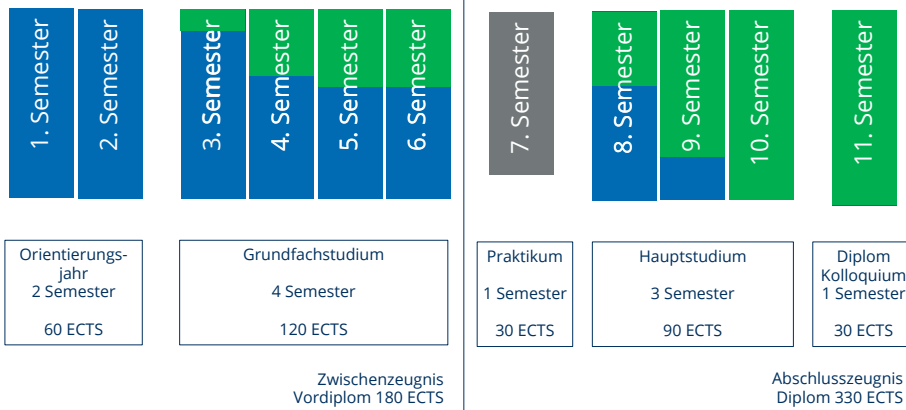 1. Semester
2. Semester
3. Semester
4. Semester
5. Semester
6. Semester
7. Semester
8. Semester
9. Semester
10. Semester
11. Semester
Orientierungs-
jahr
2 Semester
60 ECTS
Grundfachstudium
4 Semester
120 ECTS
Praktikum
1 Semester
30 ECTS
Hauptstudium
3 Semester
90 ECTS
Diplom
Kolloquium
1 Semester
30 ECTS
Zwischenzeugnis
Vordiplom 180 ECTS
Abschlusszeugnis
Diplom 330 ECTS